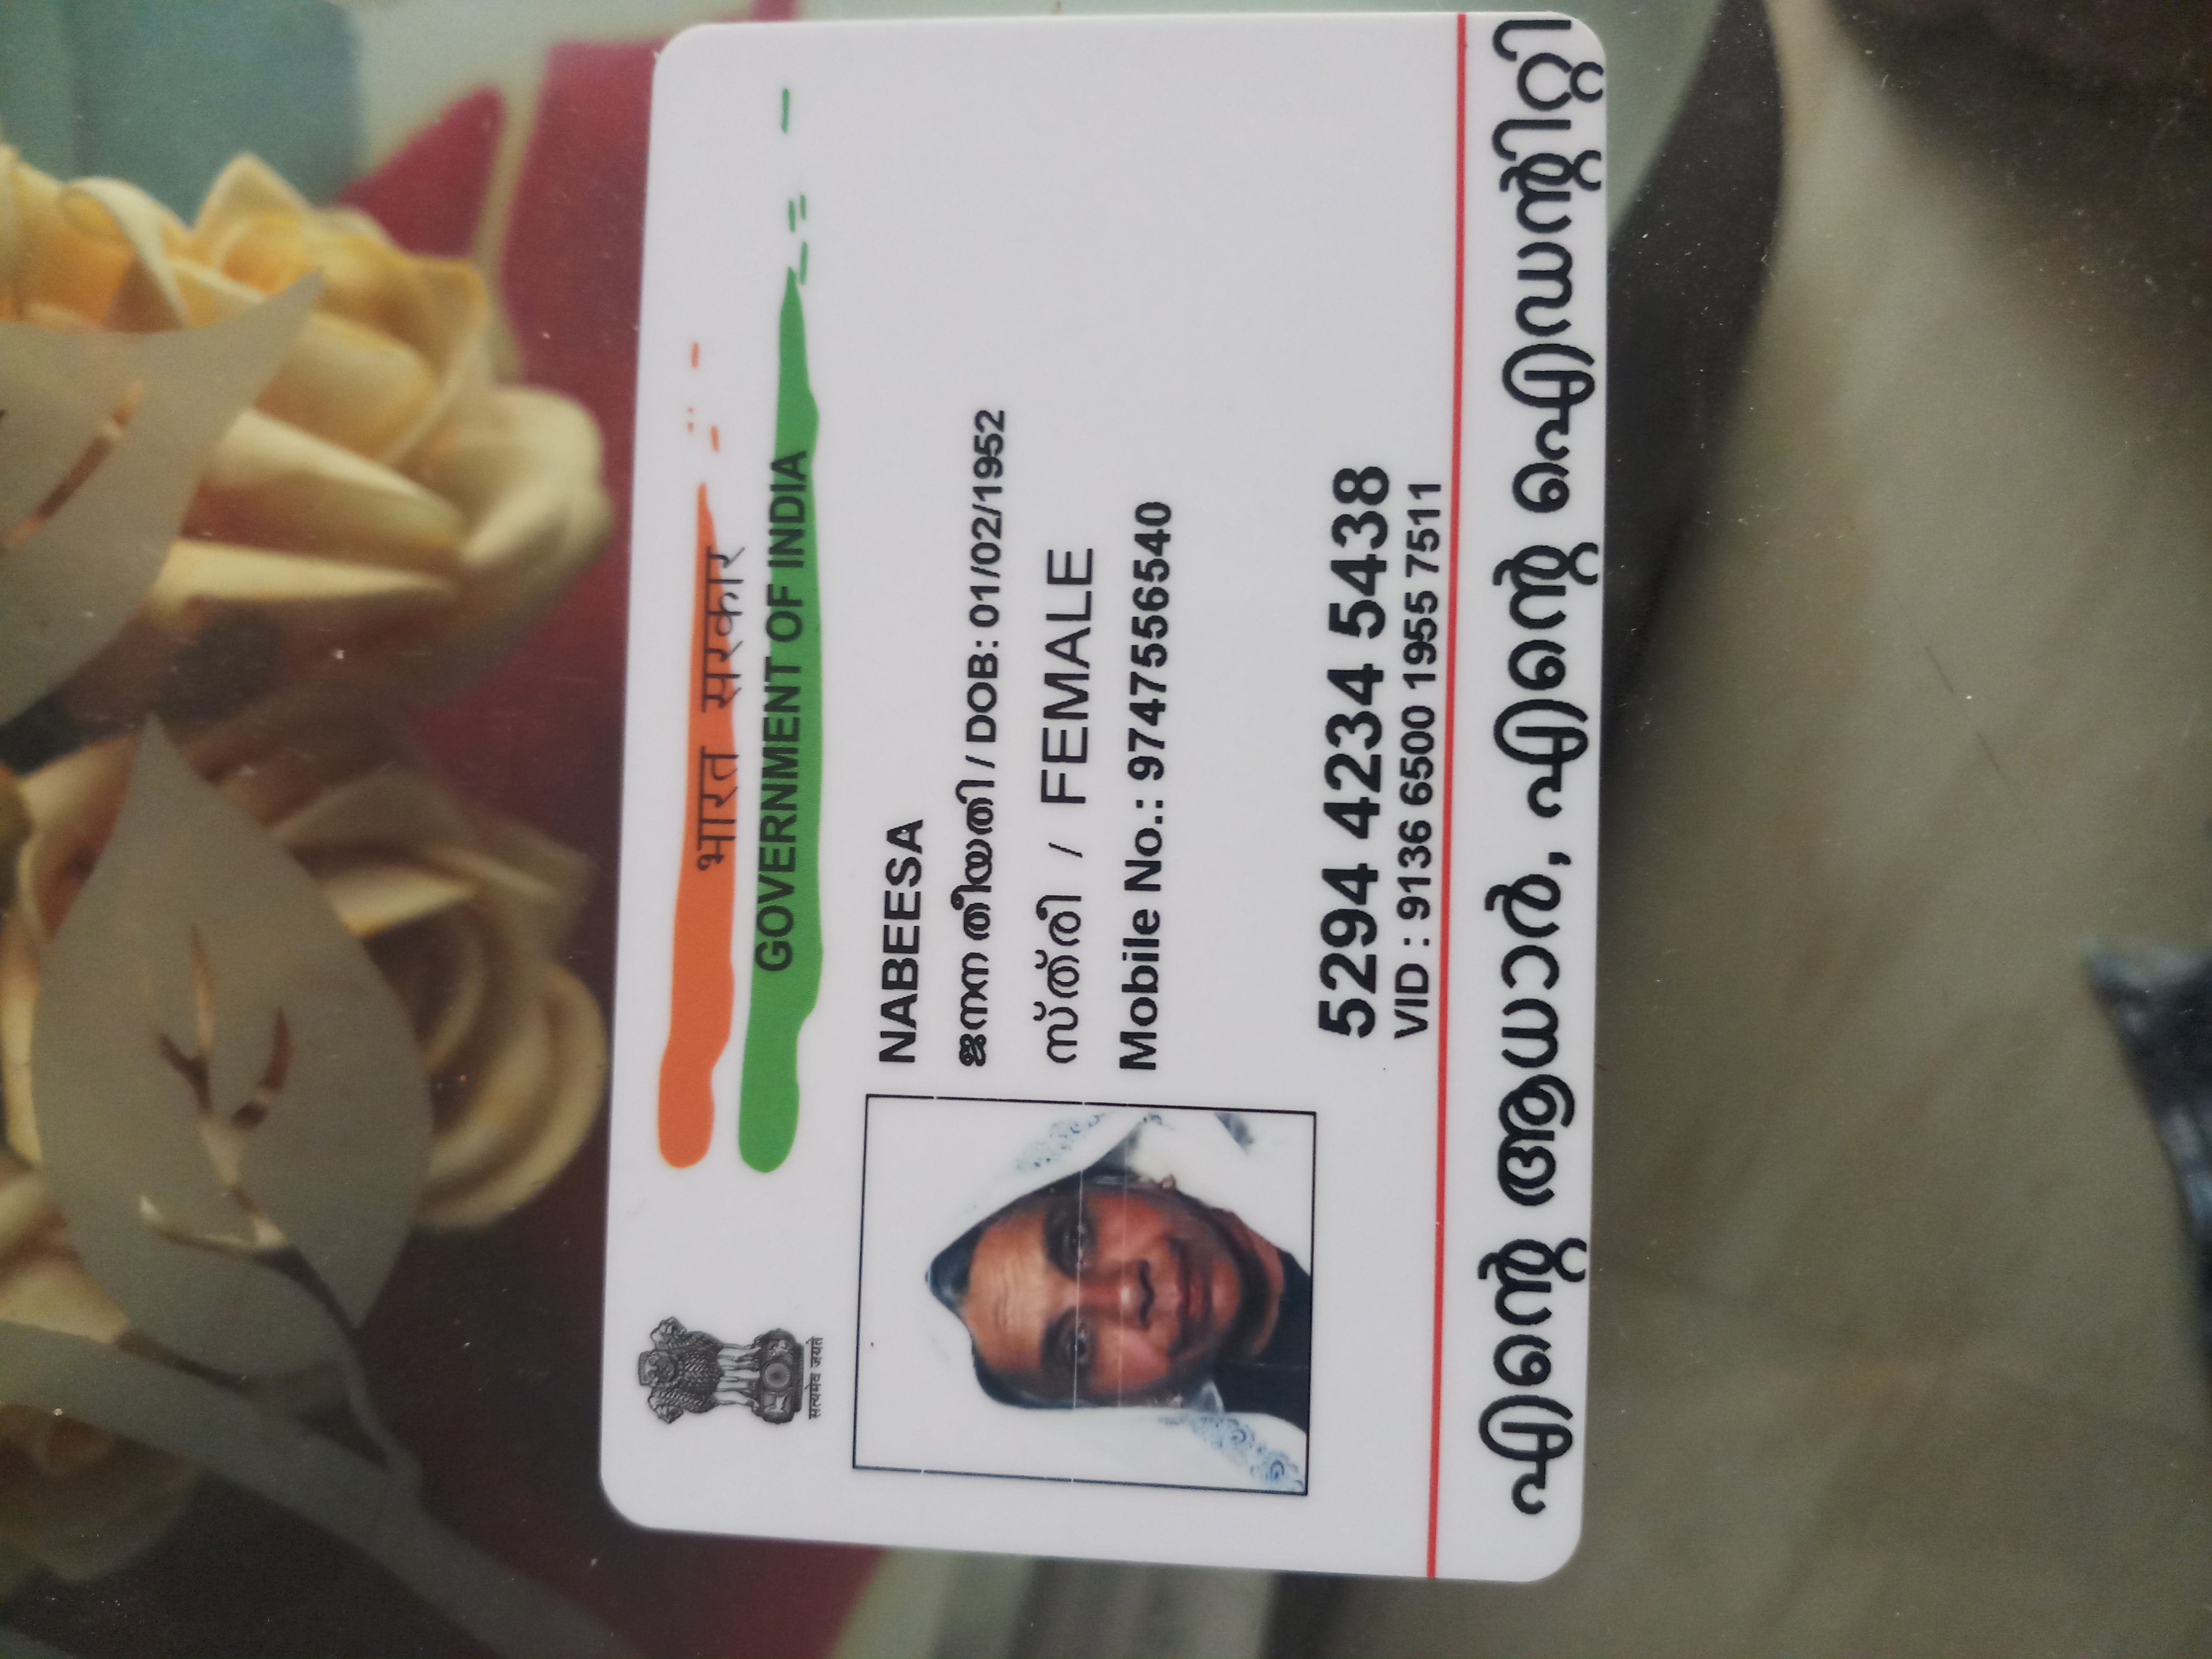 सत्यमेव जयते
भारत सरकार
GOVERNMENT OF INDIA
NABEESA
ജനന തീയതി / DOB: 01/02/1952
സ്ത്രീ / FEMALE
Mobile No.: 9747556540
5294 4234 5438
VID : 9136 6500 1955 7511
എന്റെ ആധാർ, എന്റെ ഐഡന്റിറ്റി